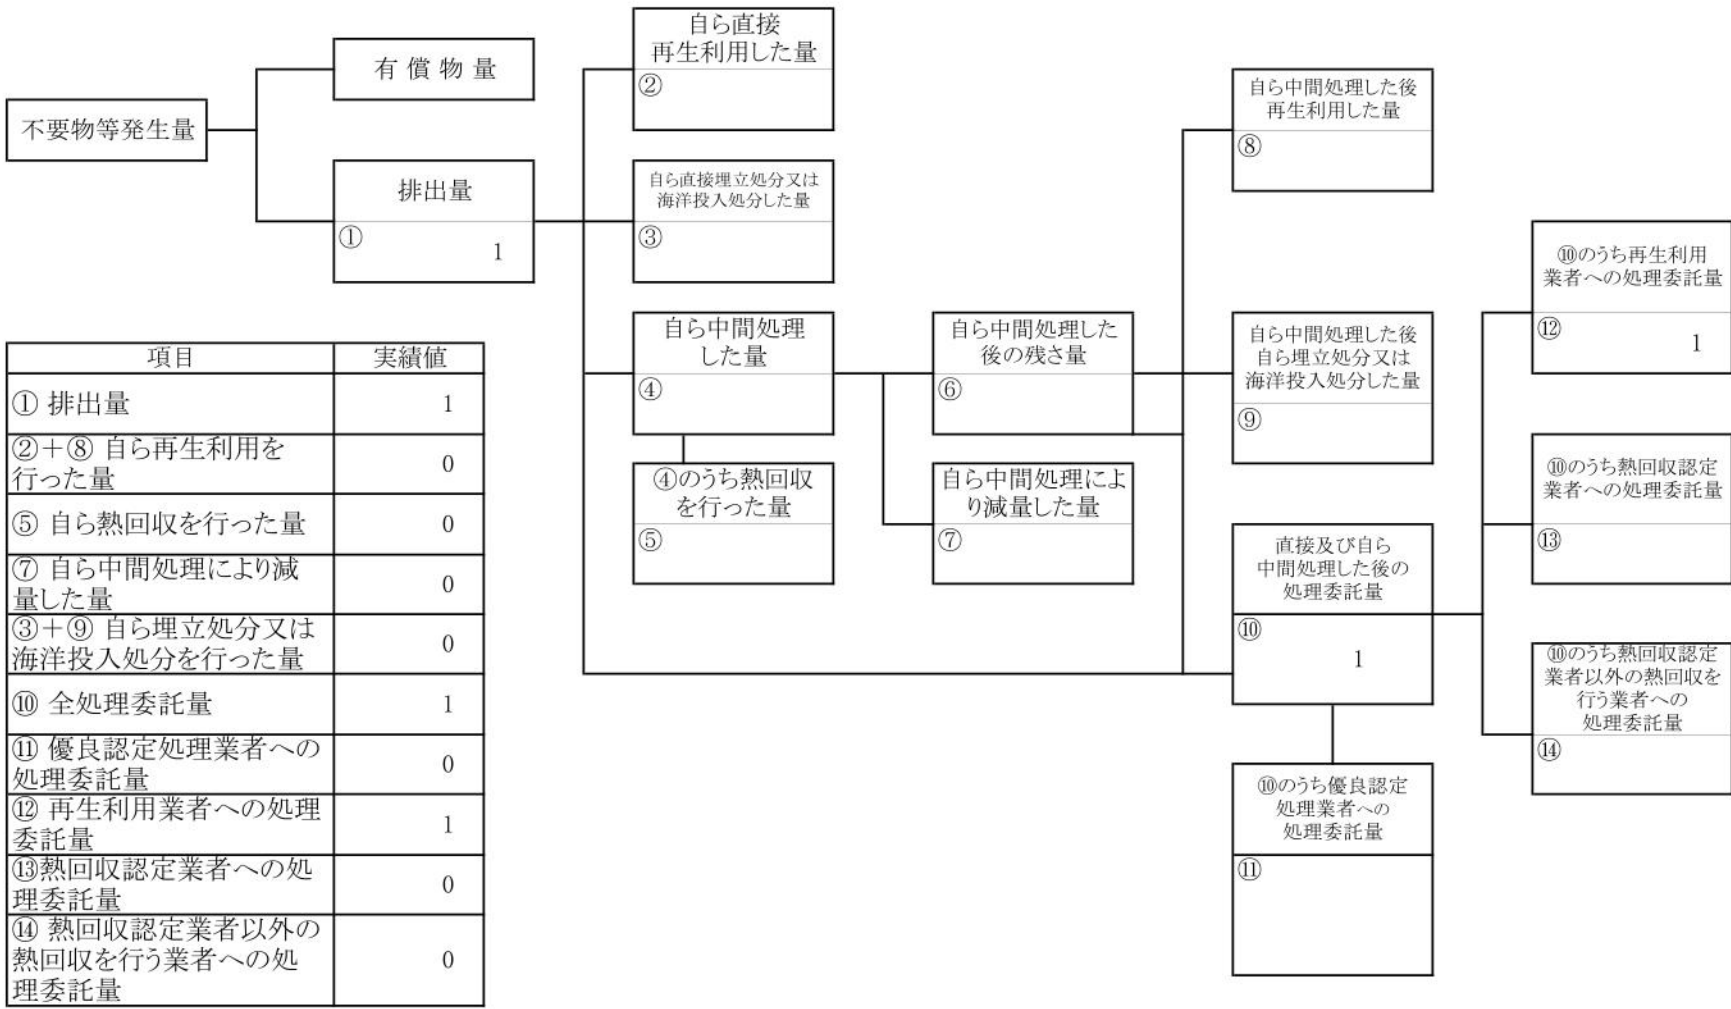 不要物等発生量
有 償 物 量
排出量
①
1
自ら直接
再生利用した量
②
自ら直接埋立処分又は
海洋投入処分した量
③
自ら中間処理
した量
④
④のうち熱回収
を行った量
⑤
自ら中間処理した
後の残さ量
⑥
自ら中間処理によ
り減量した量
⑦
自ら中間処理した後
再生利用した量
⑧
自ら中間処理した後
自ら埋立処分又は
海洋投入処分した量
⑨
直接及び自ら
中間処理した後の
処理委託量
⑩
1
⑩のうち優良認定
処理業者への
処理委託量
⑪
⑩のうち再生利用
業者への処理委託量
⑫
1
⑩のうち熱回収認定
業者への処理委託量
⑬
⑩のうち熱回収認定
業者以外の熱回収を
行う業者への
処理委託量
⑭
項目 実績値
① 排出量 1
②+⑧ 自ら再生利用を
行った量 0
⑤ 自ら熱回収を行った量 0
⑦ 自ら中間処理により減
量した量 0
③+⑨ 自ら埋立処分又は
海洋投入処分を行った量 0
⑩ 全処理委託量 1
⑪ 優良認定処理業者への
処理委託量 0
⑫ 再生利用業者への処理
委託量 1
⑬熱回収認定業者への処
理委託量 0
⑭ 熱回収認定業者以外の
熱回収を行う業者への処
理委託量 0